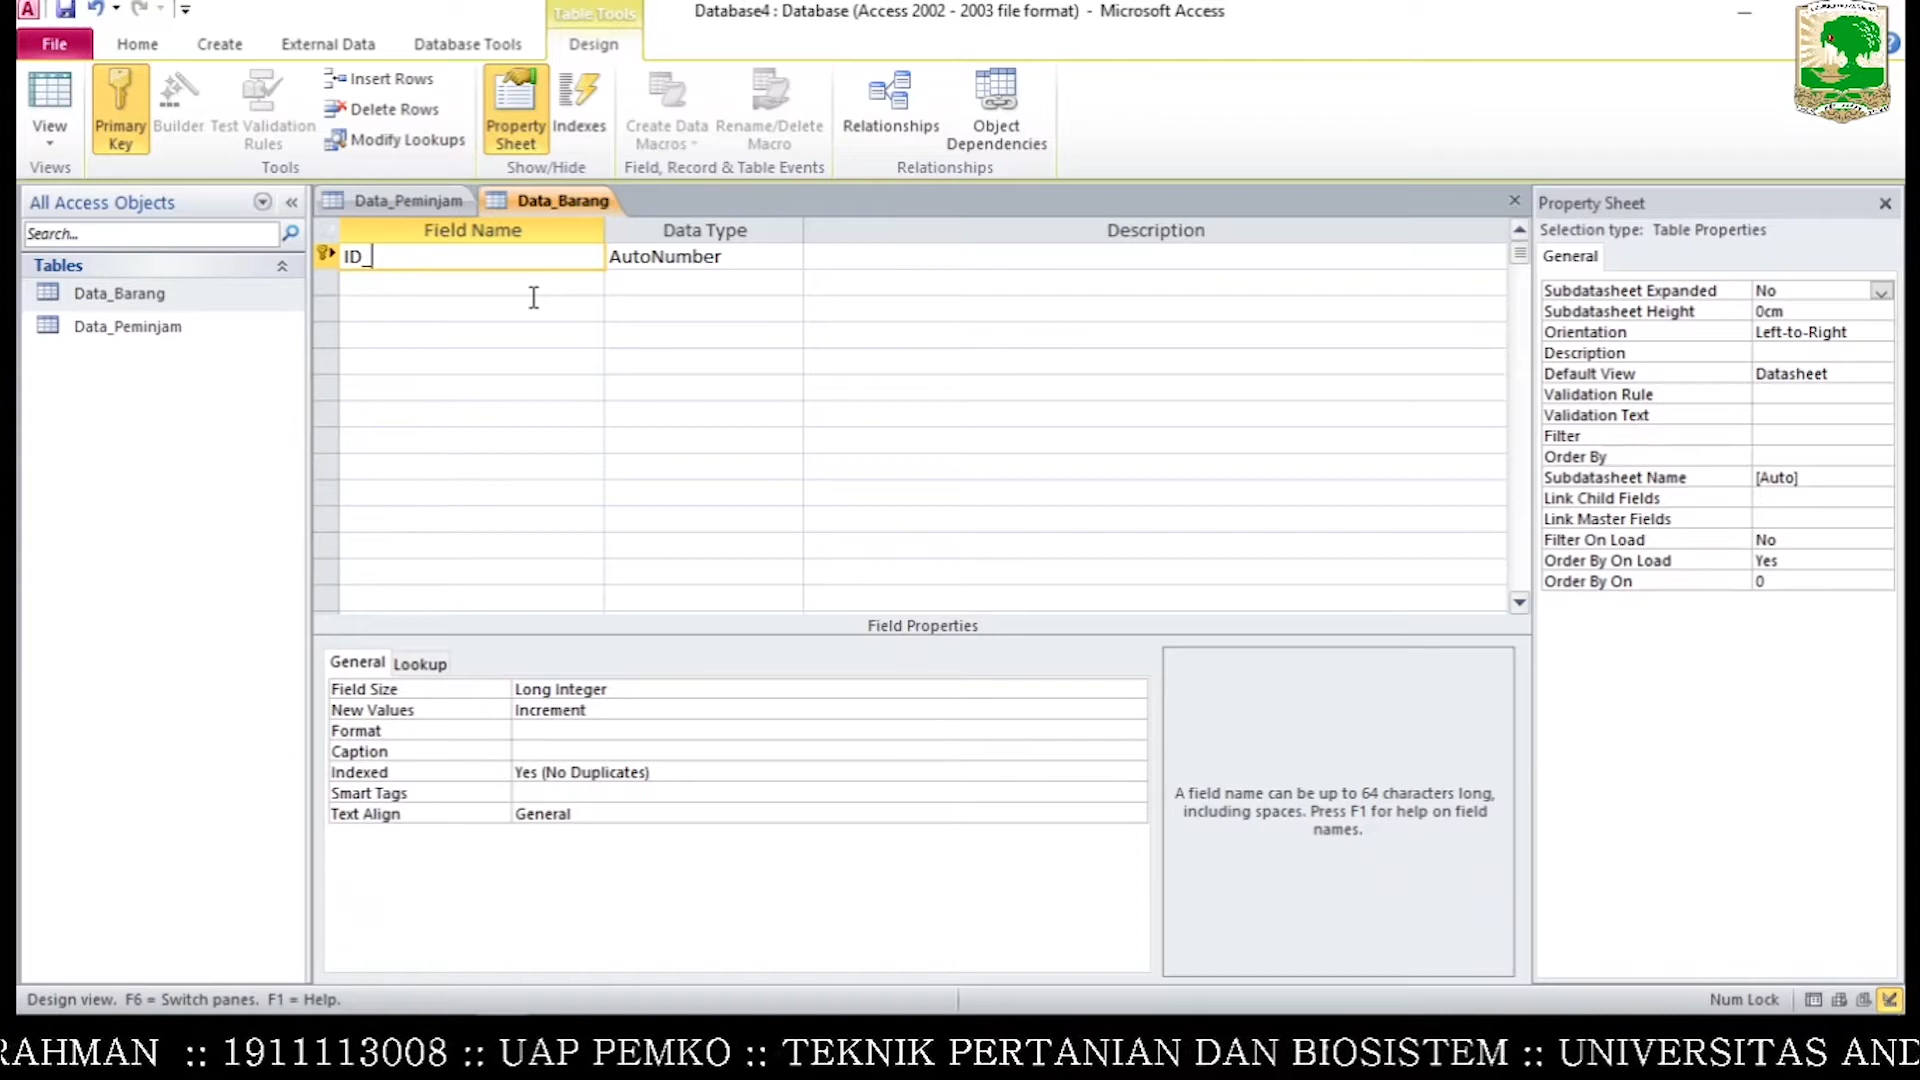 Table Tools
Database4 : Database (Access 2002 - 2003 file format) - Microsoft Access
File
Home
Create
External Data
Database Tools
Design
View
Primary Key
Builder
Test Validation Rules
Insert Rows
Delete Rows
Modify Lookups
Property Sheet
Indexes
Create Data Macros
Rename/Delete Macro
Relationships
Object Dependencies
Views
Tools
Show/Hide
Field, Record & Table Events
Relationships
All Access Objects
Search...
Tables
Data_Barang
Data_Peminjam
Data_Peminjam
Data_Barang
Field Name
Data Type
Description
ID_
AutoNumber
Field Properties
General
Lookup
Field Size Long Integer
New Values Increment
Format
Caption
Indexed Yes (No Duplicates)
Smart Tags
Text Align General
A field name can be up to 64 characters long,
including spaces. Press F1 for help on field
names.
Property Sheet
Selection type: Table Properties
General
Subdatasheet Expanded No
Subdatasheet Height 0cm
Orientation Left-to-Right
Description
Default View Datasheet
Validation Rule
Validation Text
Filter
Order By
Subdatasheet Name [Auto]
Link Child Fields
Link Master Fields
Filter On Load No
Order By On Load Yes
Order By On 0
Design view. F6 = Switch panes. F1 = Help.
Num Lock
RAHMAN :: 1911113008 :: UAP PEMKO :: TEKNIK PERTANIAN DAN BIOSISTEM :: UNIVERSITAS AND